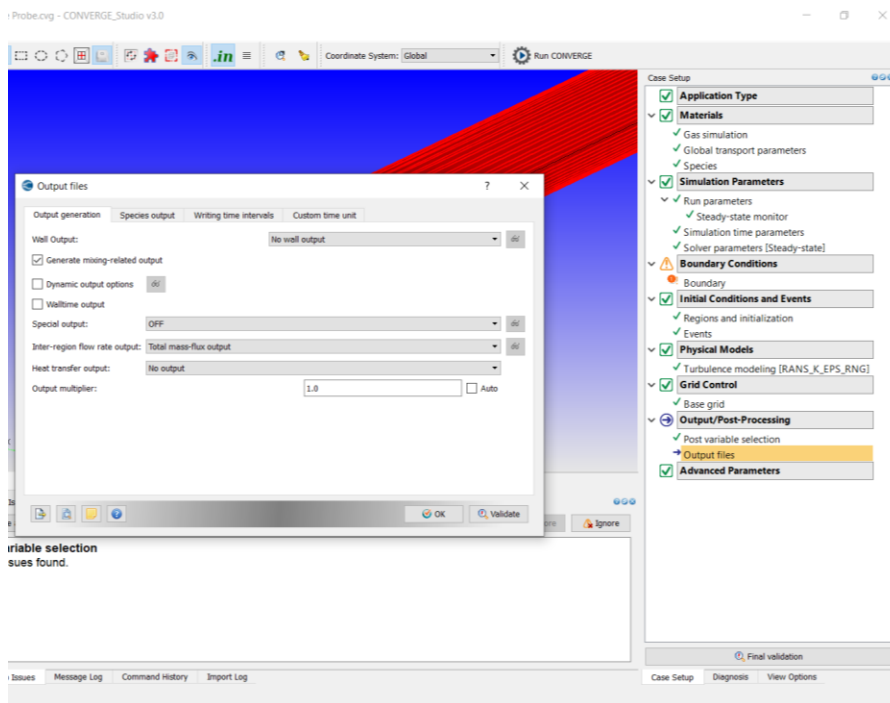 Probe.cvg - CONVERGE_Studio v3.0
.in
Coordinate System: Global
Run CONVERGE
Case Setup
Application Type
Materials
Gas simulation
Global transport parameters
Species
Simulation Parameters
Run parameters
Steady-state monitor
Simulation time parameters
Solver parameters [Steady-state]
Boundary Conditions
Boundary
Initial Conditions and Events
Regions and initialization
Events
Physical Models
Turbulence modeling [RANS_K_EPS_RNG]
Grid Control
Base grid
Output/Post-Processing
Post variable selection
Output files
Advanced Parameters
Final validation
Case Setup Diagnosis View Options
Output files
Output generation Species output Writing time intervals Custom time unit
Wall Output: No wall output
Generate mixing-related output
Dynamic output options
Walltime output
Special output: OFF
Inter-region flow rate output: Total mass-flux output
Heat transfer output: No output
Output multiplier: 1.0 Auto
OK Validate
Ignore
riable selection
sues found.
Issues Message Log Command History Import Log